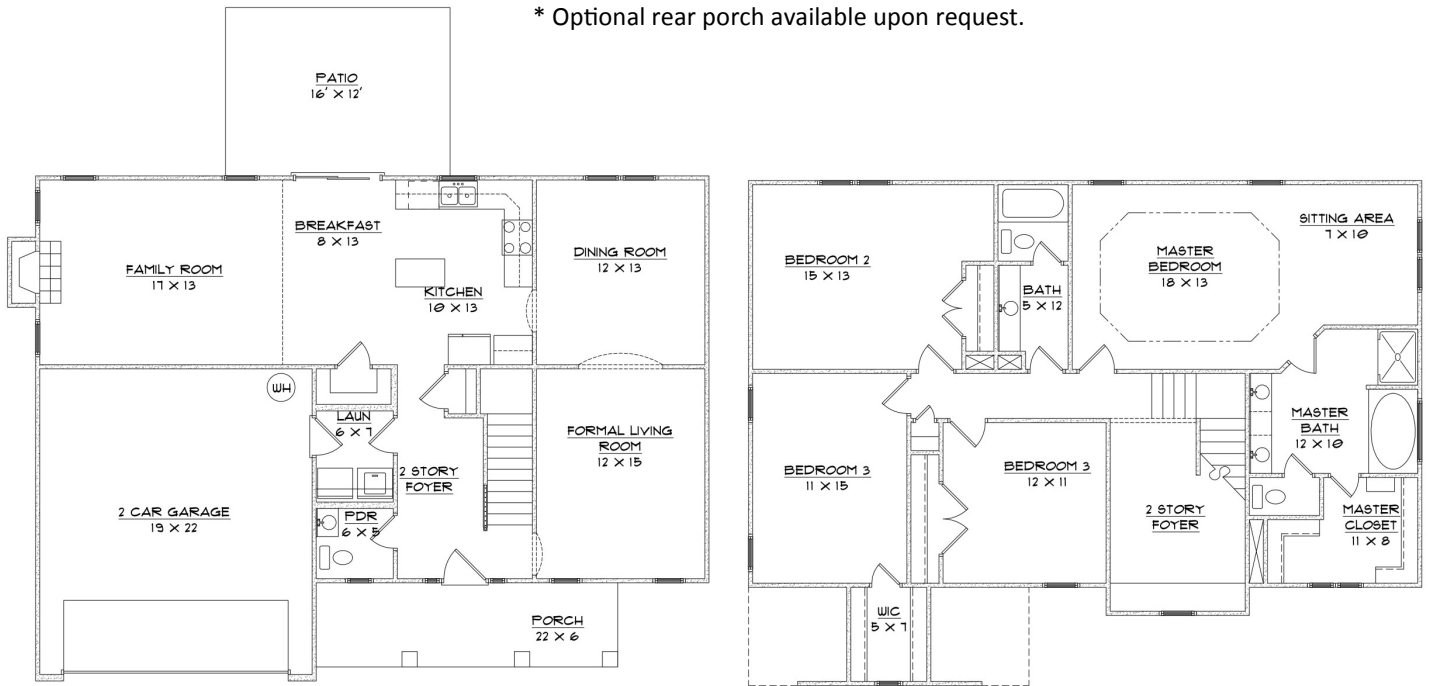 * Optional rear porch available upon request.
PATIO
16' X 12'
BREAKFAST
8 X 13
FAMILY ROOM
17 X 13
KITCHEN
10 X 13
DINING ROOM
12 X 13
WH
LAUN
6 X 7
FORMAL LIVING
ROOM
12 X 15
2 STORY
FOYER
2 CAR GARAGE
19 X 22
PDR
6 X 5
PORCH
22 X 6
BEDROOM 2
15 X 13
BATH
5 X 12
MASTER
BEDROOM
18 X 13
SITTING AREA
7 X 10
BEDROOM 3
11 X 15
BEDROOM 3
12 X 11
2 STORY
FOYER
MASTER
BATH
12 X 10
MASTER
CLOSET
11 X 8
WIC
5 X 7